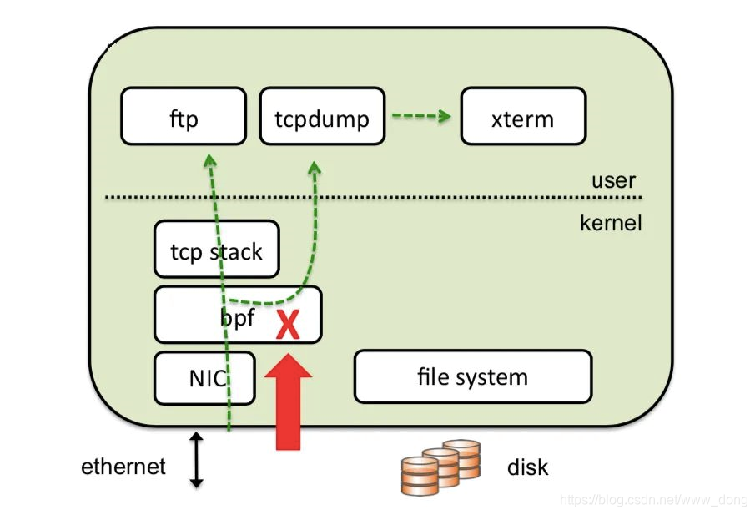 ftp
tcpdump
xterm
user
kernel
tcp stack
bpf
X
NIC
file system
ethernet
disk
https://blog.csdn.net/www_dong